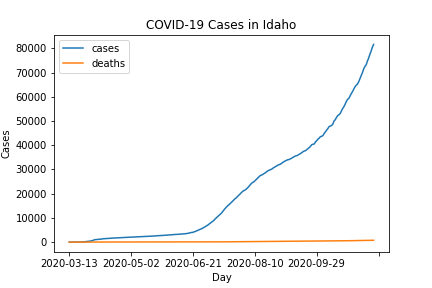 COVID-19 Cases in Idaho
cases
deaths
80000
70000
60000
50000
40000
30000
20000
10000
0
Cases
2020-03-13 2020-05-02 2020-06-21 2020-08-10 2020-09-29
Day